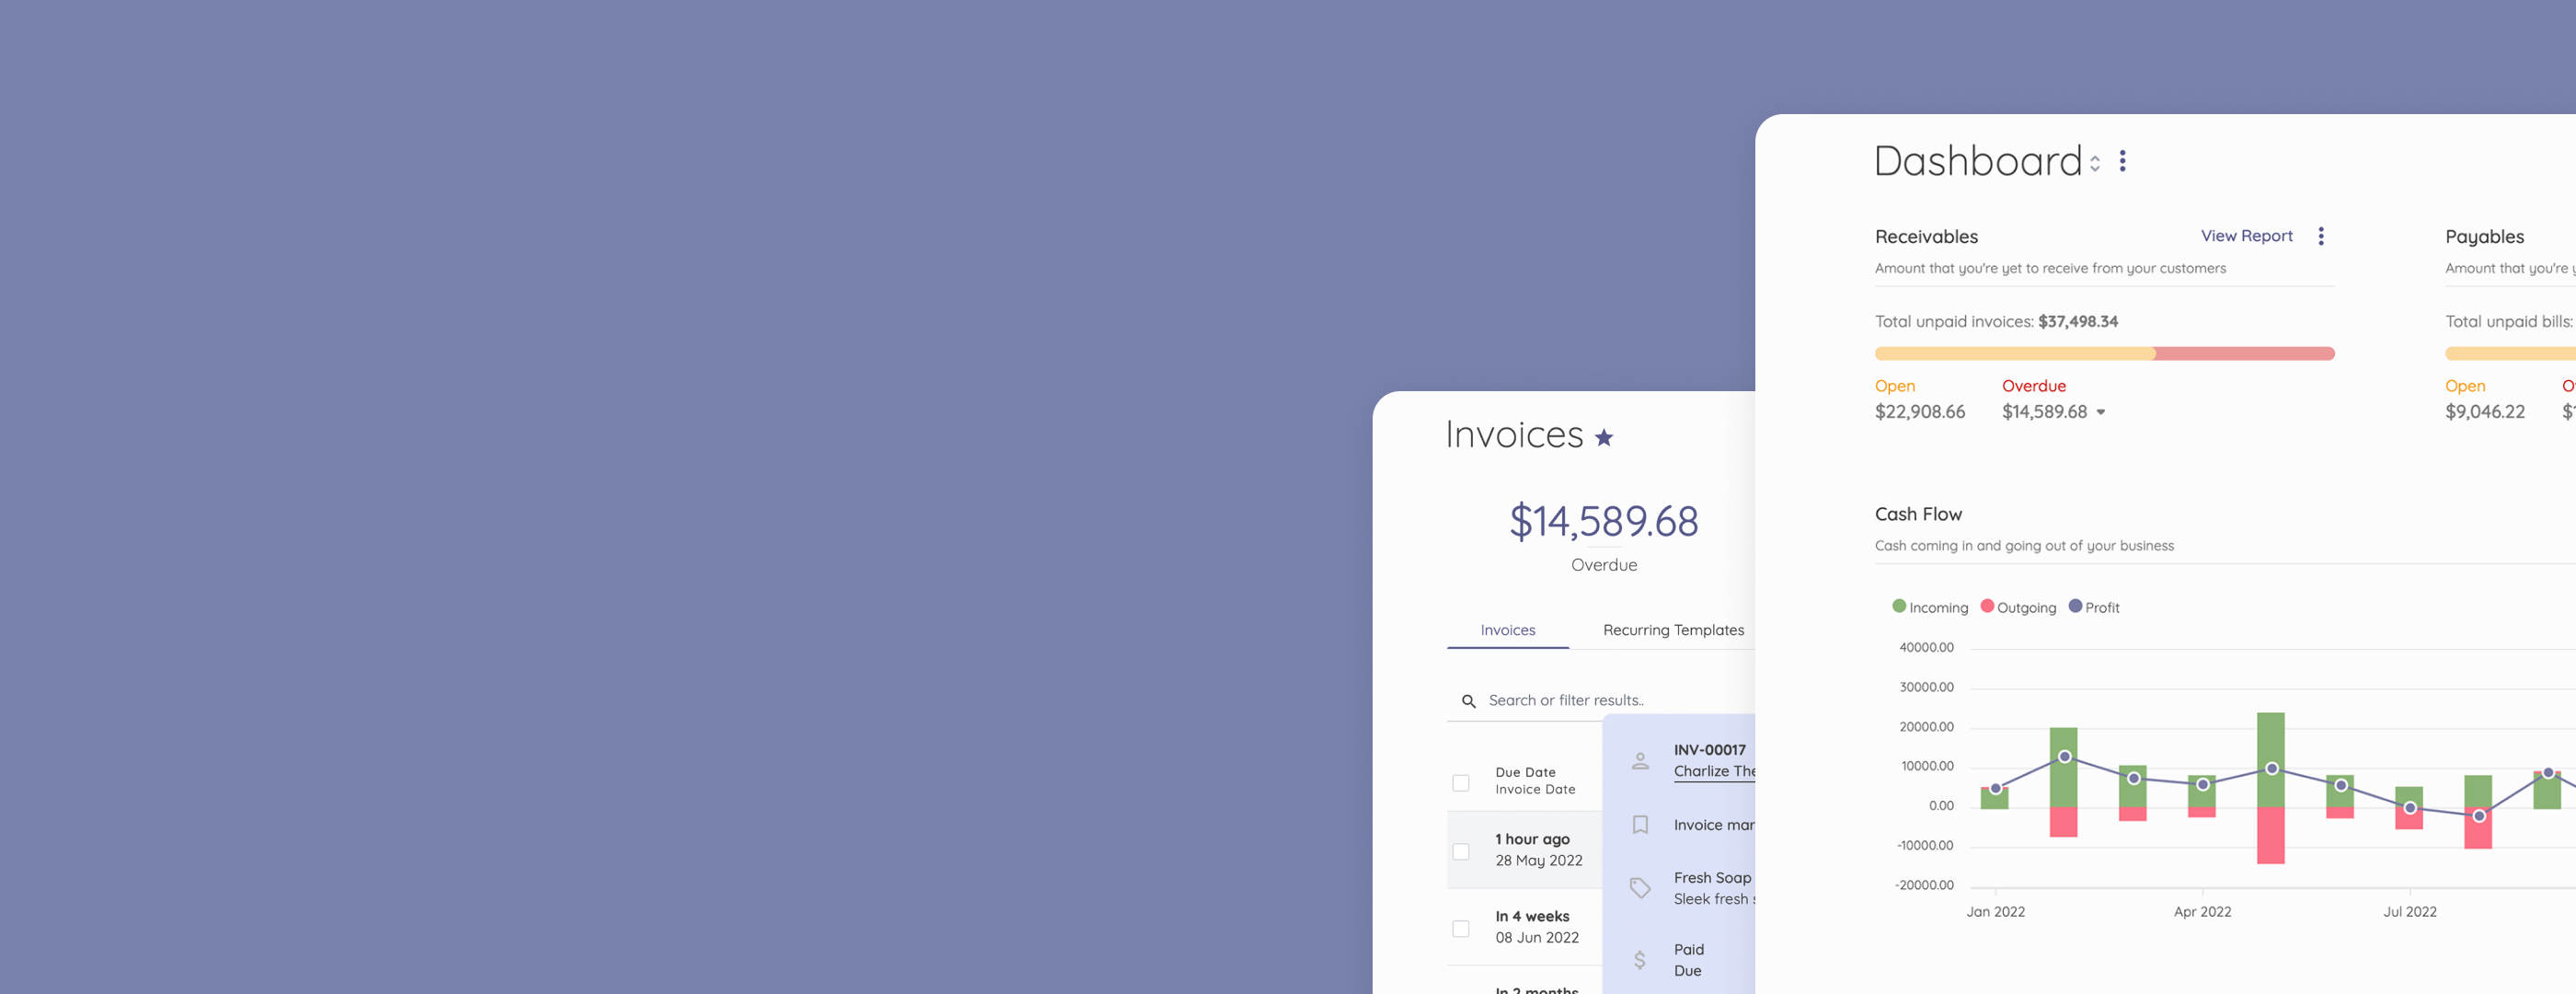 Dashboard
Receivables
View Report
Amount that you're yet to receive from your customers
Total unpaid invoices: $37,498.34
Open
Overdue
$22,908.66
$14,589.68
Payables
Amount that you're
Total unpaid bills:
Open
$9,046.22
Cash Flow
Cash coming in and going out of your business
Incoming
Outgoing
Profit
40000.00
30000.00
20000.00
10000.00
0.00
-10000.00
-20000.00
Jan 2022
Apr 2022
Jul 2022
Invoices
$14,589.68
Overdue
Invoices
Recurring Templates
Search or filter results..
Due Date
Invoice Date
1 hour ago
28 May 2022
In 4 weeks
08 Jun 2022
In 2 months
INV-00017
Charlize The
Invoice mar
Fresh Soap
Sleek fresh
Paid
Due